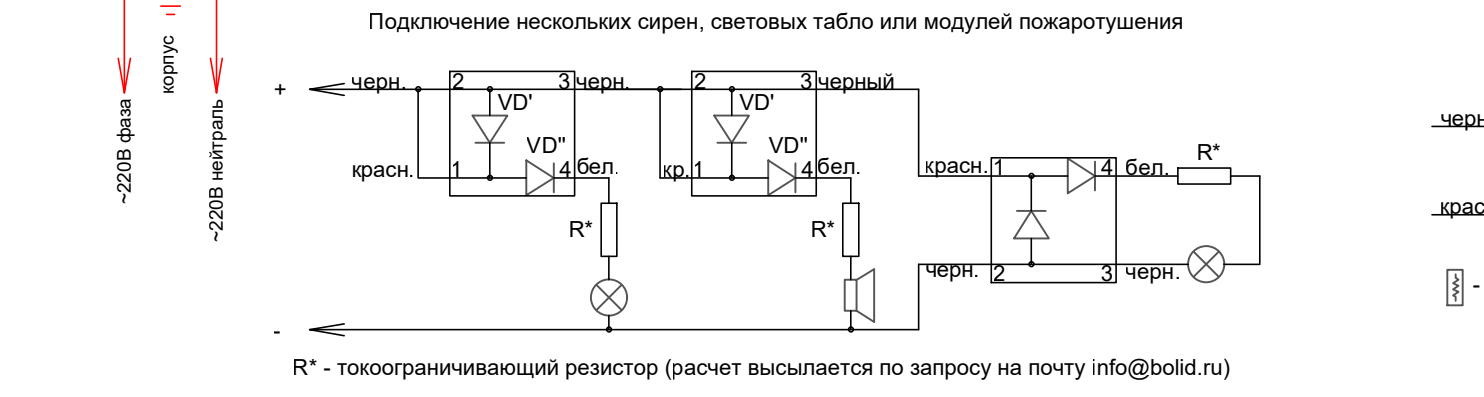 Подключение нескольких сирен, световых табло или модулей пожаротушения
~220В фаза
корпус
~220В нейтраль
+
черн.
2
3
черн.
2
3
черный
VD'
VD'
VD"
VD"
красн.
1
4
бел.
кр.
1
4
бел.
R*
R*
красн.
1
4
бел.
R*
черн.
2
3
черн.
-
R* - токоограничивающий резистор (расчет высылается по запросу на почту info@bolid.ru)
черн
крас
-